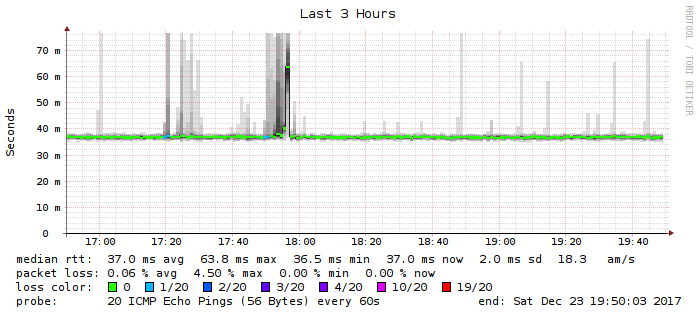 Last 3 Hours
RRDTOOL / TOBI OETIKER
Seconds
70 m
60 m
50 m
40 m
30 m
20 m
10 m
0
17:00 17:20 17:40 18:00 18:20 18:40 19:00 19:20 19:40
median rtt: 37.0 ms avg 63.8 ms max 36.5 ms min 37.0 ms now 2.0 ms sd 18.3 am/s
packet loss: 0.06 % avg 4.50 % max 0.00 % min 0.00 % now
loss color: 0 1/20 2/20 3/20 4/20 10/20 19/20
probe: 20 ICMP Echo Pings (56 Bytes) every 60s end: Sat Dec 23 19:50:03 2017